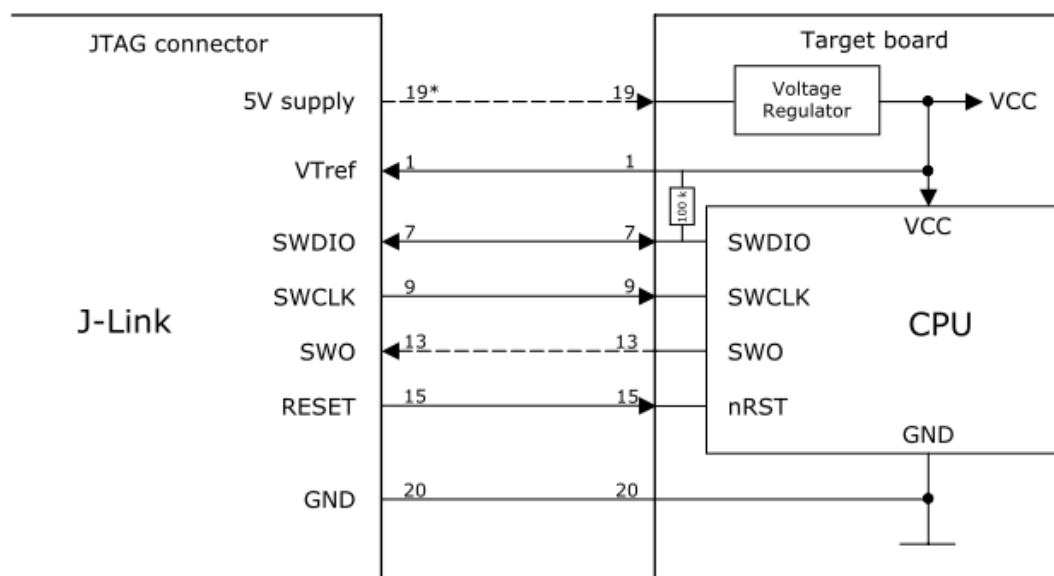 JTAG connector
Target board
5V supply
19*
19
Voltage
Regulator
VCC
VTref
1
1
100 k
VCC
SWDIO
7
7
SWDIO
SWCLK
9
9
SWCLK
J-Link
CPU
SWO
13
13
SWO
RESET
15
15
nRST
GND
GND
20
20